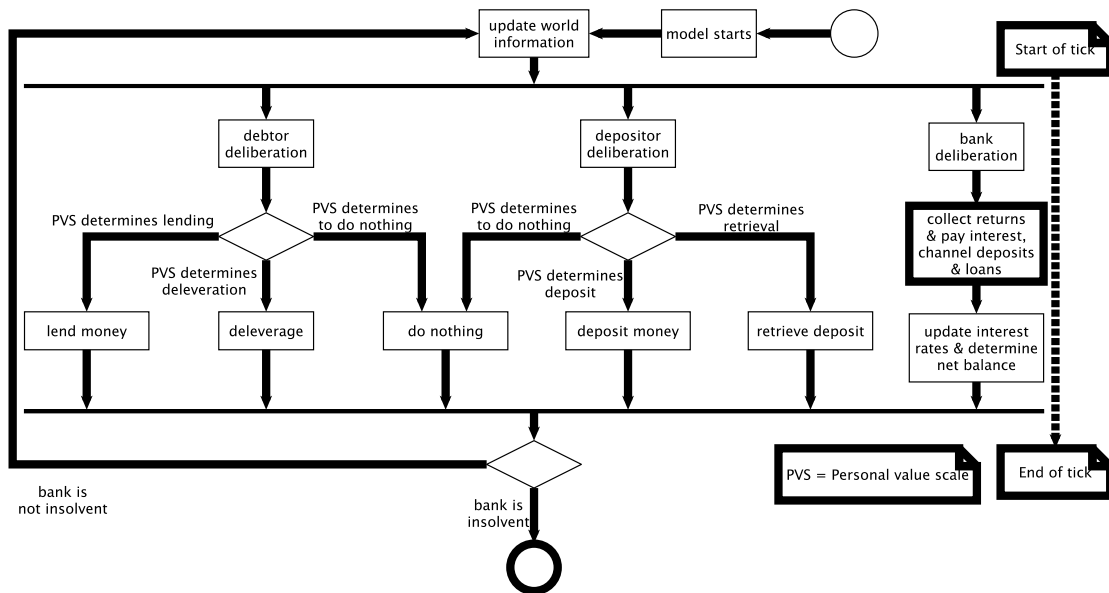 update world
information
model starts
Start of tick
debtor
deliberation
depositor
deliberation
bank
deliberation
PVS determines lending
PVS determines
to do nothing
PVS determines
to do nothing
PVS determines
retrieval
collect returns
& pay interest,
channel deposits
& loans
PVS determines
deleveration
PVS determines
deposit
lend money
deleverage
do nothing
deposit money
retrieve deposit
update interest
rates & determine
net balance
PVS = Personal value scale
End of tick
bank is
not insolvent
bank is
insolvent